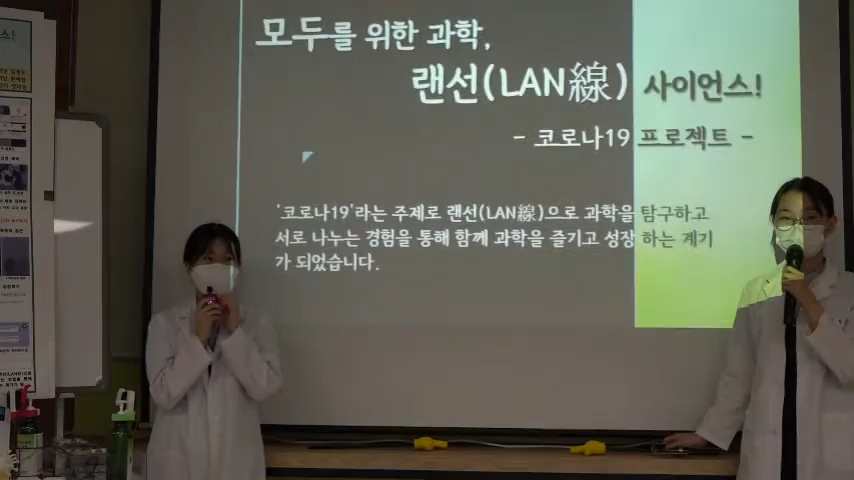 모두를 위한 과학,
랜선(LAN線) 사이언스!
- 코로나19 프로젝트 -
'코로나19'라는 주제로 랜선(LAN線)으로 과학을 탐구하고
서로 나누는 경험을 통해 함께 과학을 즐기고 성장 하는 계기
가 되었습니다.